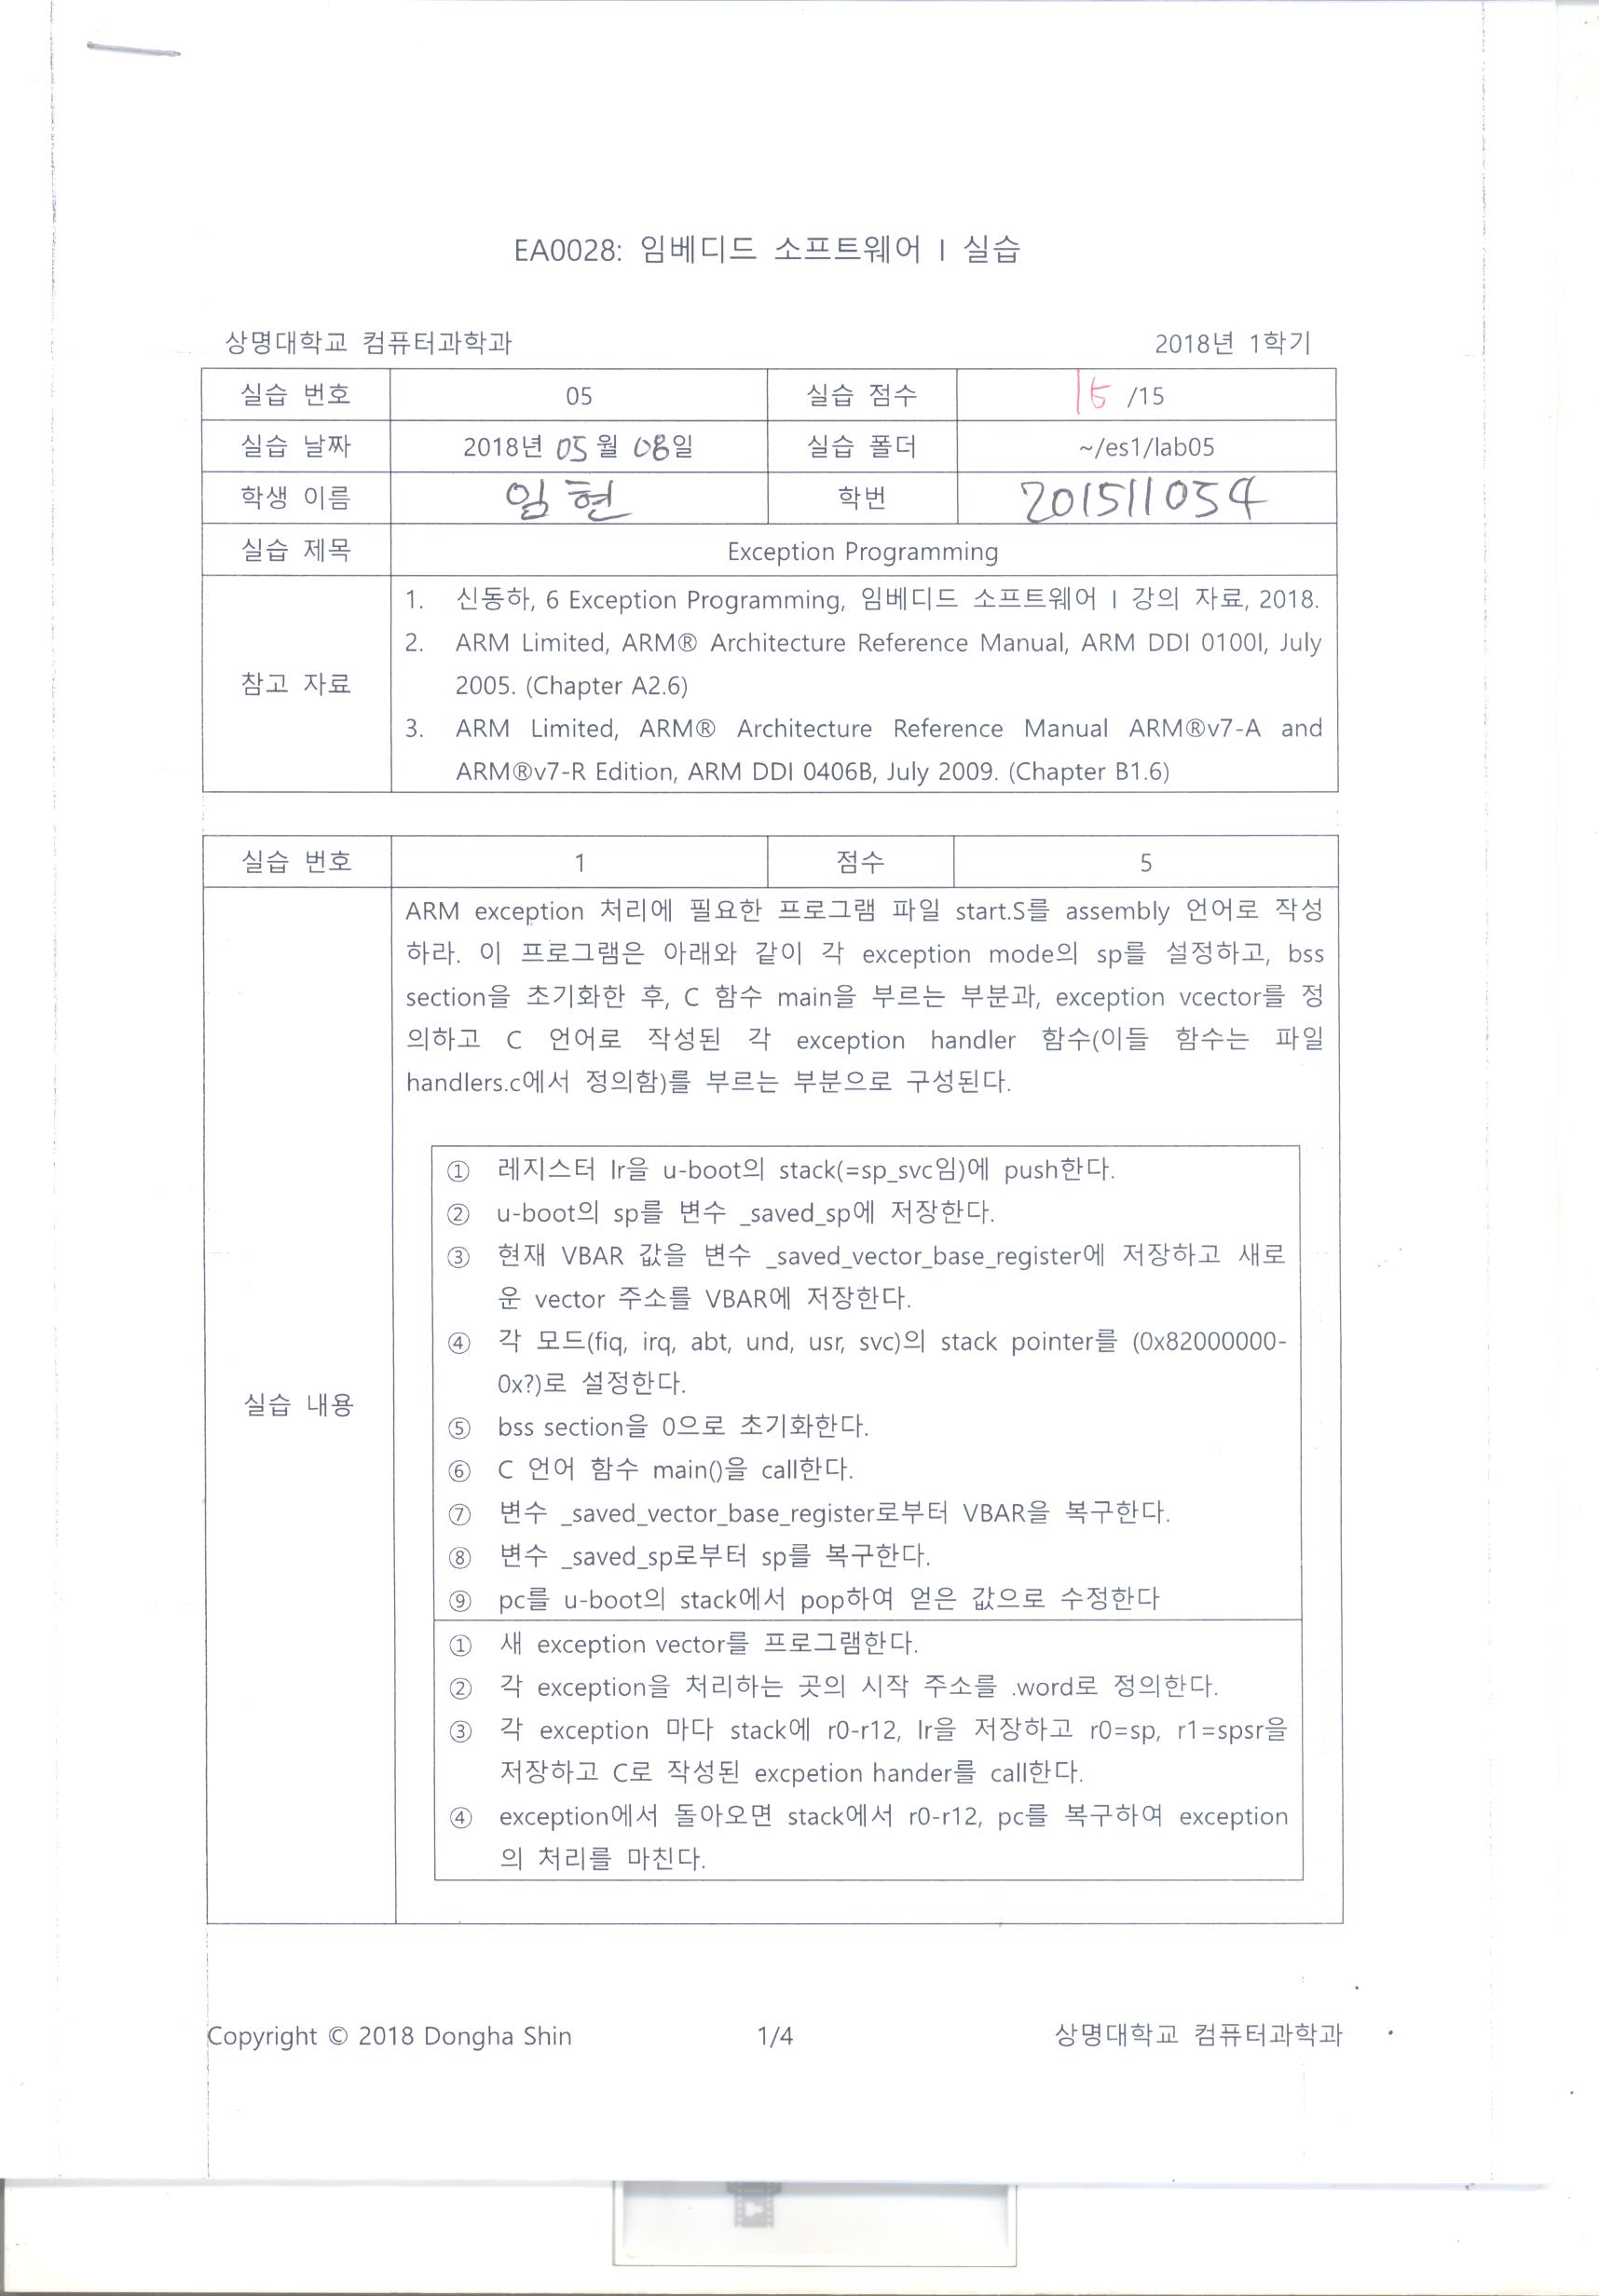 EA0028: 임베디드 소프트웨어 I 실습
상명대학교 컴퓨터과학과 2018년 1학기
실습 번호 05 실습 점수 15 /15
실습 날짜 2018년 05월 08일 실습 폴더 ~/es1/lab05
학생 이름 임현 학번 201511054
실습 제목 Exception Programming
1. 신동하, 6 Exception Programming, 임베디드 소프트웨어 I 강의 자료, 2018.
2. ARM Limited, ARM® Architecture Reference Manual, ARM DDI 0100I, July
참고 자료 2005. (Chapter A2.6)
3. ARM Limited, ARM® Architecture Reference Manual ARM®v7-A and
ARM®v7-R Edition, ARM DDI 0406B, July 2009. (Chapter B1.6)
실습 번호 1 점수 5
ARM exception 처리에 필요한 프로그램 파일 start.S를 assembly 언어로 작성
하라. 이 프로그램은 아래와 같이 각 exception mode의 sp를 설정하고, bss
section을 초기화한 후, C 함수 main을 부르는 부분과, exception vcector를 정
의하고 C 언어로 작성된 각 exception handler 함수(이들 함수는 파일
handlers.c에서 정의함)를 부르는 부분으로 구성된다.
① 레지스터 lr을 u-boot의 stack(=sp_svc임)에 push한다.
② u-boot의 sp를 변수 _saved_sp에 저장한다.
③ 현재 VBAR 값을 변수 _saved_vector_base_register에 저장하고 새로
운 vector 주소를 VBAR에 저장한다.
④ 각 모드(fiq, irq, abt, und, usr, svc)의 stack pointer를 (0x82000000-
0x?)로 설정한다.
실습 내용
⑤ bss section을 0으로 초기화한다.
⑥ C 언어 함수 main()을 call한다.
⑦ 변수 _saved_vector_base_register로부터 VBAR을 복구한다.
⑧ 변수 _saved_sp로부터 sp를 복구한다.
⑨ pc를 u-boot의 stack에서 pop하여 얻은 값으로 수정한다
① 새 exception vector를 프로그램한다.
② 각 exception을 처리하는 곳의 시작 주소를 .word로 정의한다.
③ 각 exception 마다 stack에 r0-r12, lr을 저장하고 r0=sp, r1=spsr을
저장하고 C로 작성된 excpetion hander를 call한다.
④ exception에서 돌아오면 stack에서 r0-r12, pc를 복구하여 exception
의 처리를 마친다.
Copyright © 2018 Dongha Shin 1/4 상명대학교 컴퓨터과학과